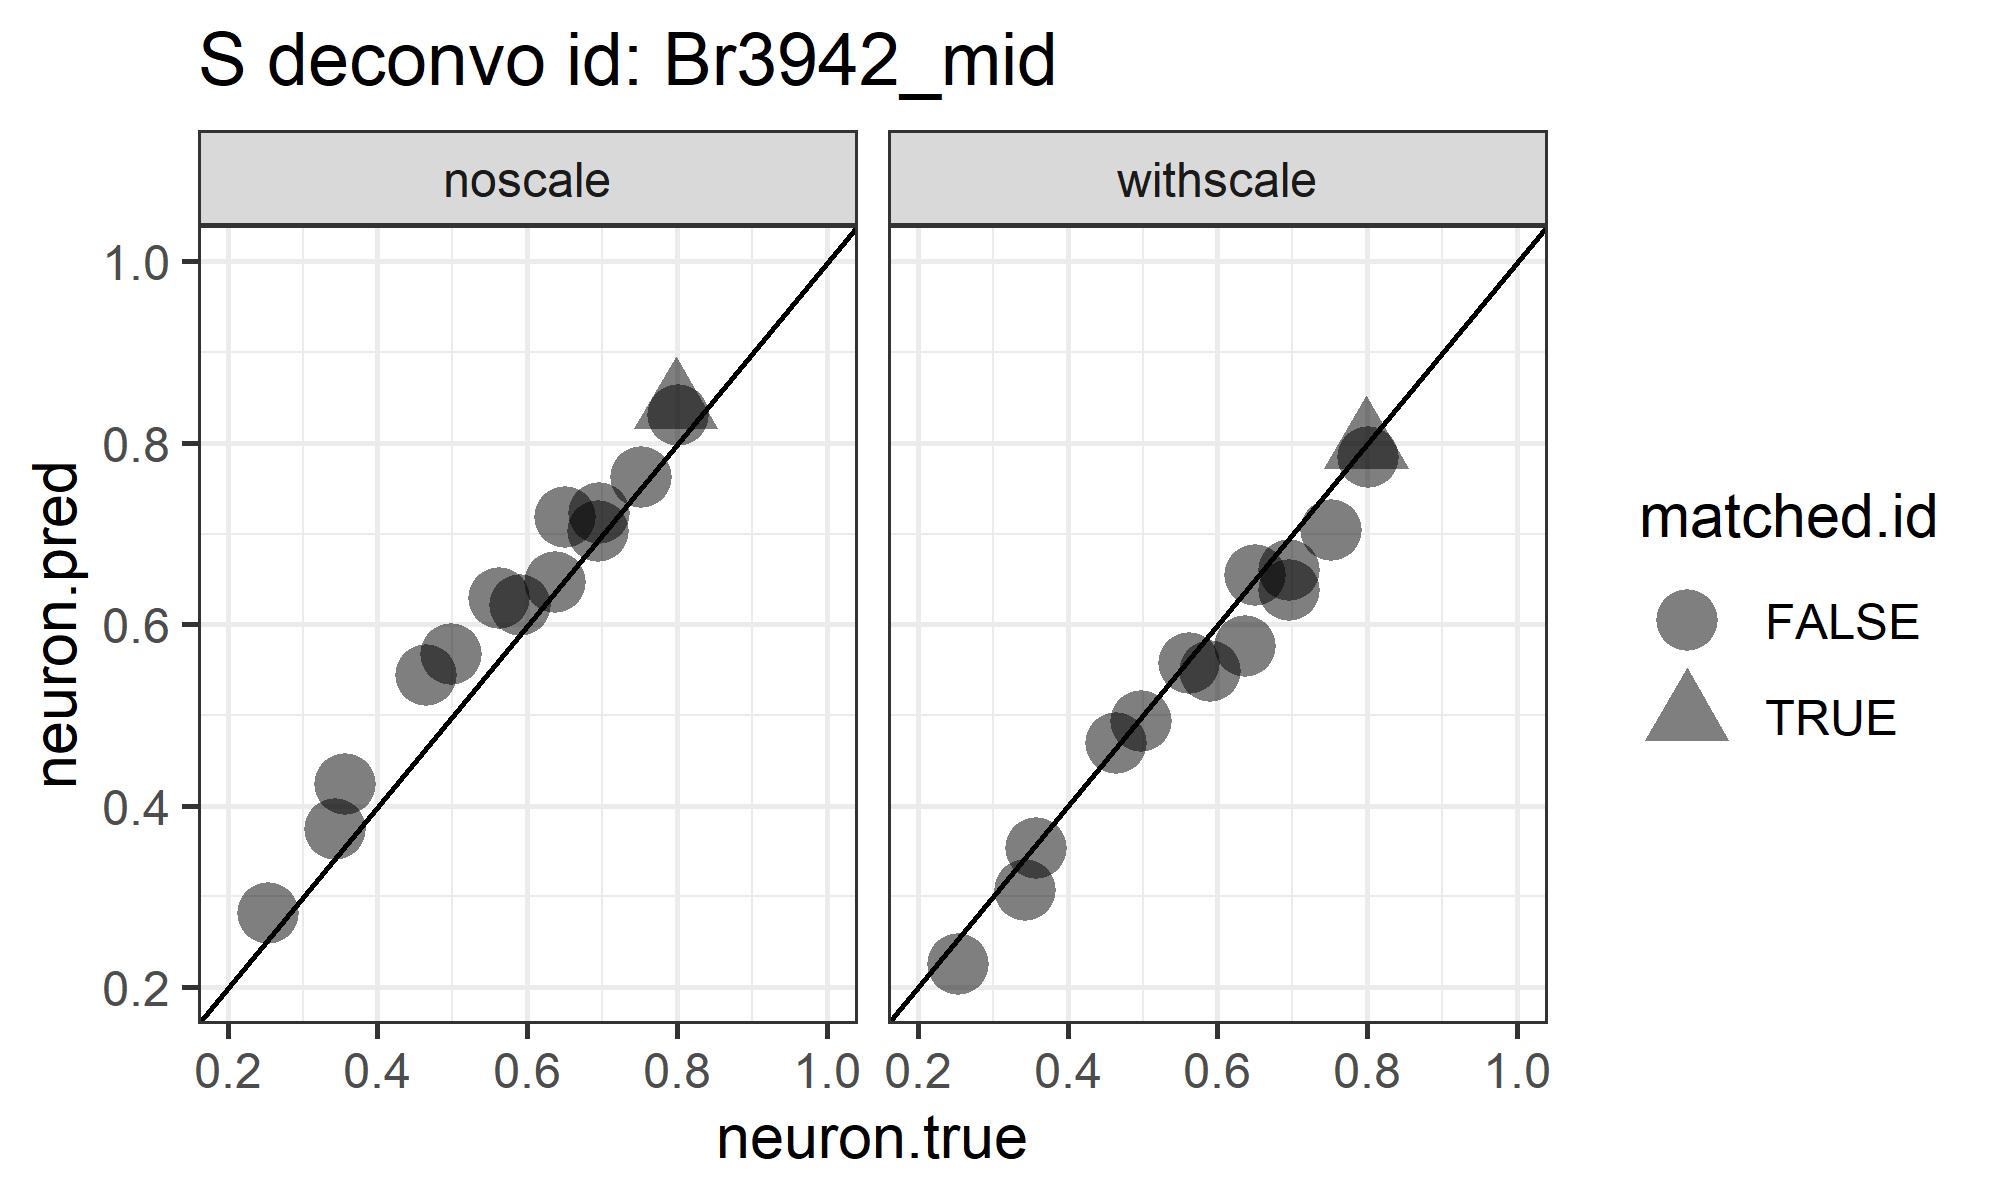 S deconvo id: Br3942_mid
noscale
withscale
neuron.pred
1.0
0.8
0.6
0.4
0.2
0.2 0.4 0.6 0.8 1.0
0.2 0.4 0.6 0.8 1.0
neuron.true
matched.id
FALSE
TRUE